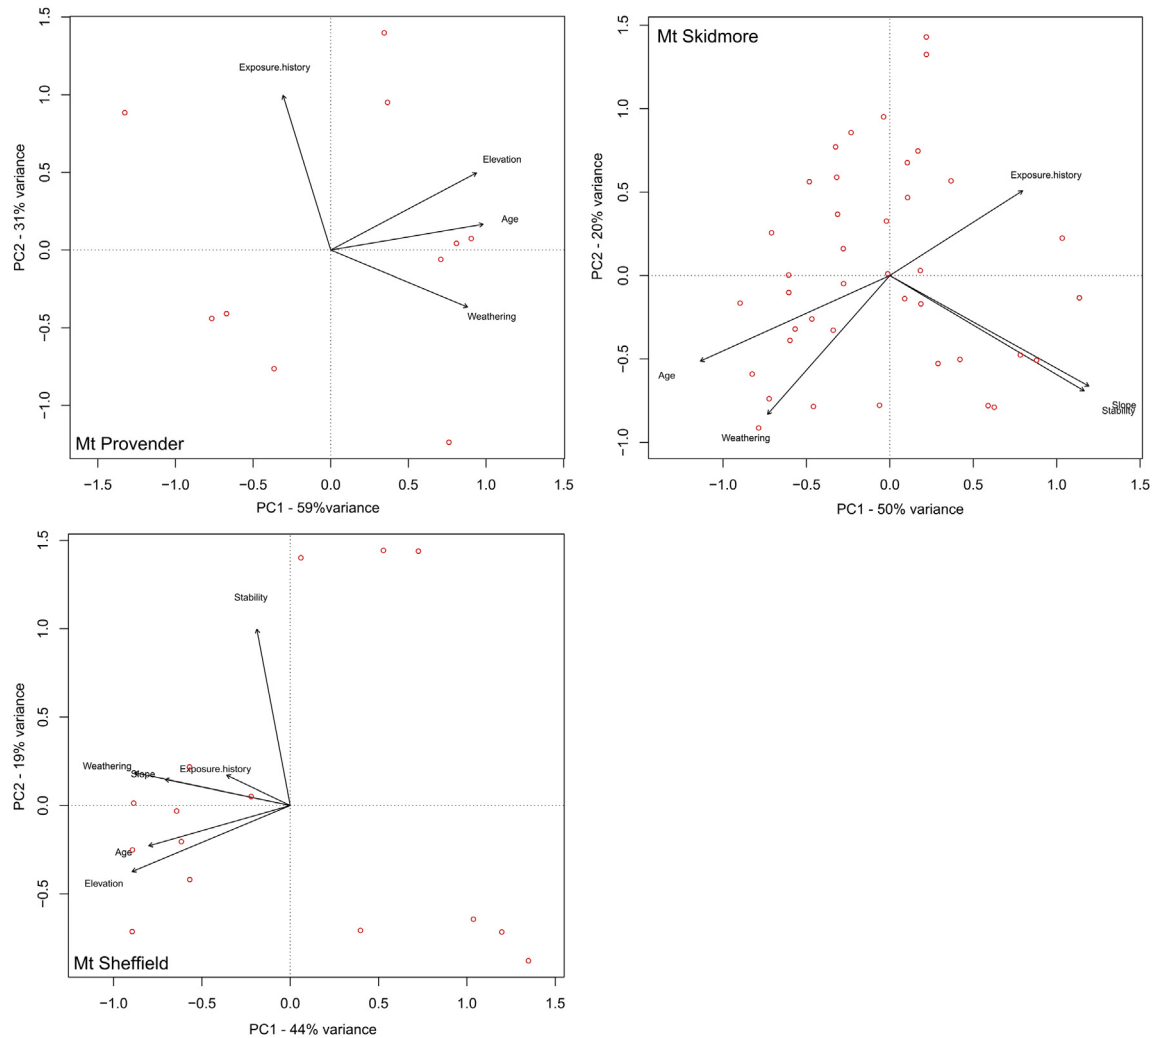 1.5
1.0
0.5
0.0
−0.5
−1.0
PC2 - 31% variance
Exposure.history
Elevation
Age
Weathering
Mt Provender
−1.5 −1.0 −0.5 0.0 0.5 1.0 1.5
PC1 - 59%variance
Mt Skidmore
1.5
1.0
0.5
0.0
−0.5
−1.0
PC2 - 20% variance
Exposure.history
Age
Weathering
Slope
Stability
−1.0 −0.5 0.0 0.5 1.0 1.5
PC1 - 50% variance
1.5
1.0
0.5
0.0
−0.5
PC2 - 19% variance
Stability
Weathering
Slope
Exposure.history
Age
Elevation
Mt Sheffield
−1.0 −0.5 0.0 0.5 1.0 1.5
PC1 - 44% variance